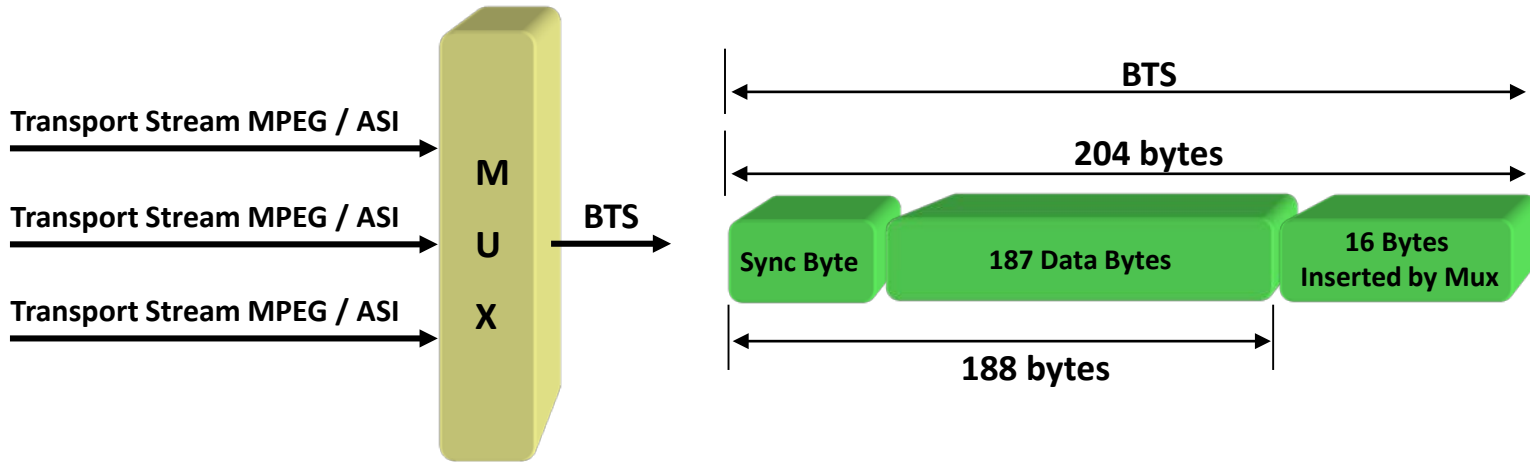 Transport Stream MPEG / ASI
Transport Stream MPEG / ASI
Transport Stream MPEG / ASI
M
U
X
BTS
BTS
204 bytes
Sync Byte
187 Data Bytes
16 Bytes
Inserted by Mux
188 bytes